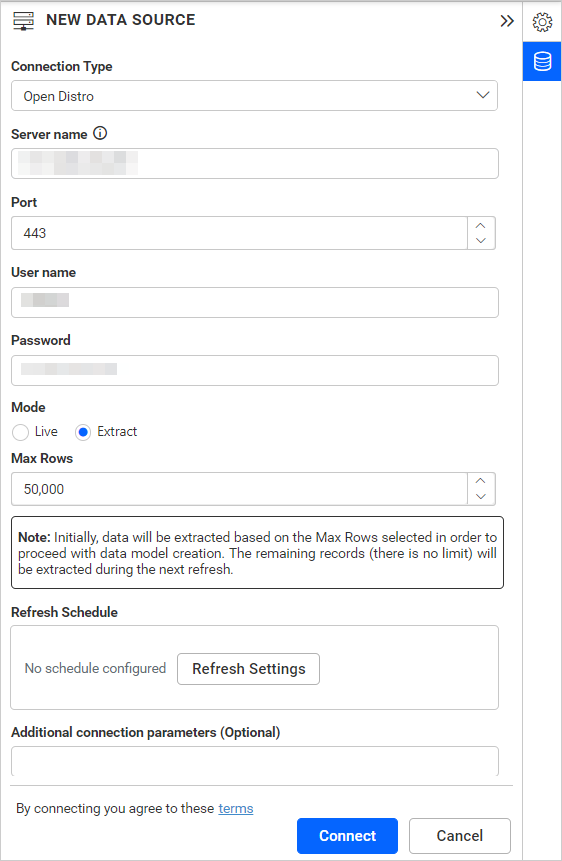 NEW DATA SOURCE
Connection Type
Open Distro
Server name
Port
443
User name
Password
Mode
Live
Extract
Max Rows
50,000
Note: Initially, data will be extracted based on the Max Rows selected in order to
proceed with data model creation. The remaining records (there is no limit) will
be extracted during the next refresh.
Refresh Schedule
No schedule configured
Refresh Settings
Additional connection parameters (Optional)
By connecting you agree to these terms
Connect
Cancel